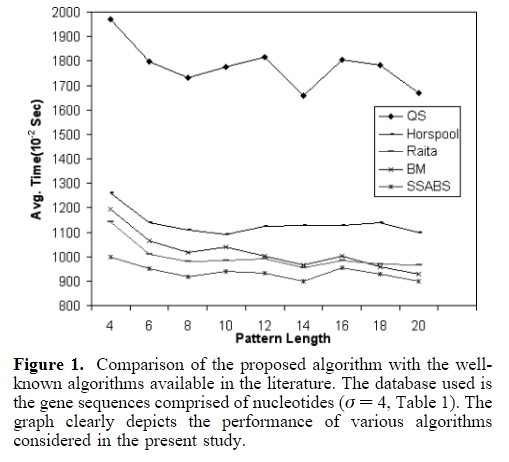 2000
1900
1800
1700
1600
1500
1400
1300
1200
1100
1000
900
800
Avg. Time(10⁻² Sec)
QS
Horspool
Raita
BM
SSABS
4 6 8 10 12 14 16 18 20
Pattern Length
Figure 1. Comparison of the proposed algorithm with the well-
known algorithms available in the literature. The database used is
the gene sequences comprised of nucleotides (σ = 4, Table 1). The
graph clearly depicts the performance of various algorithms
considered in the present study.